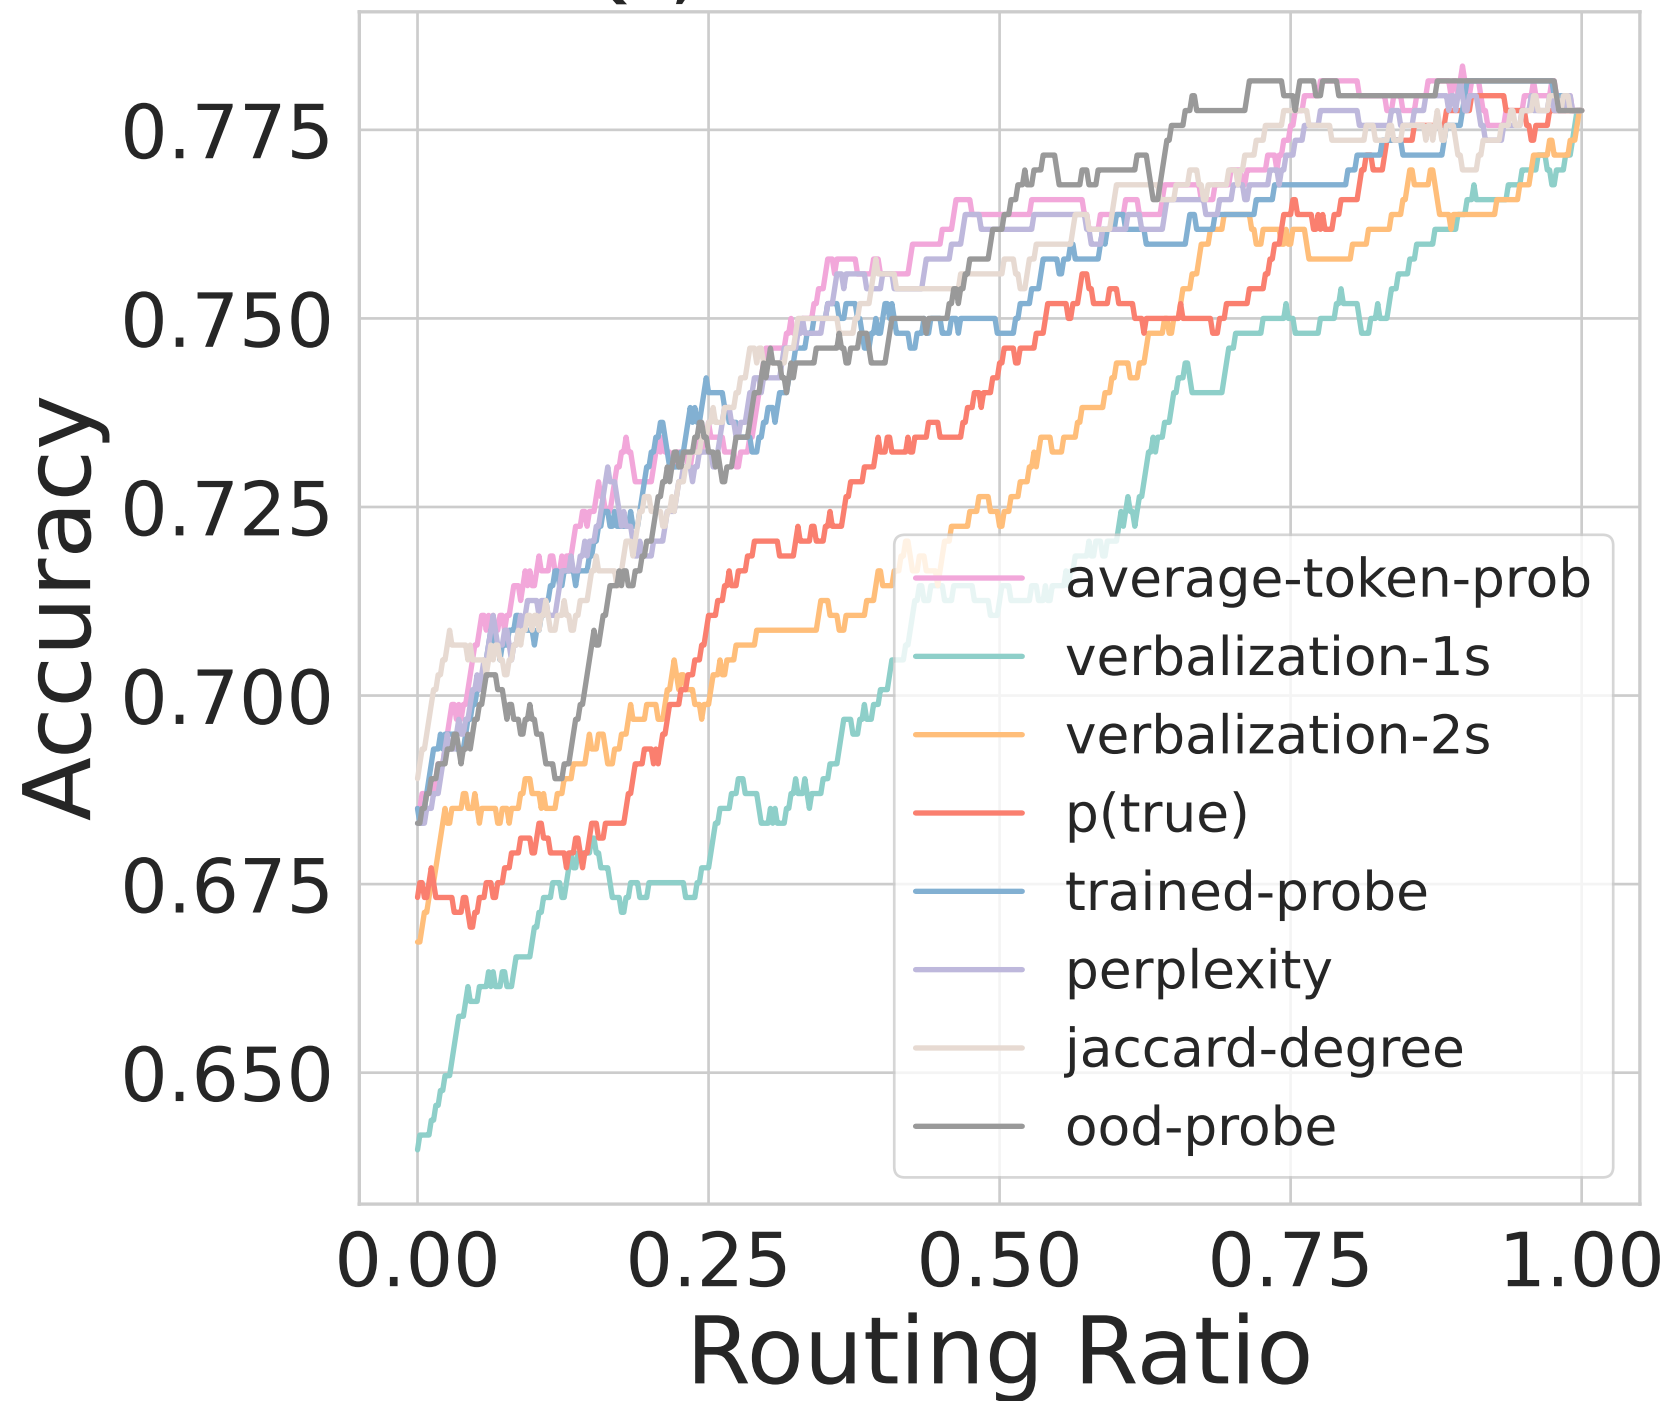 0.775
0.750
0.725
0.700
0.675
0.650
Accuracy
average-token-prob
verbalization-1s
verbalization-2s
p(true)
trained-probe
perplexity
jaccard-degree
ood-probe
0.00 0.25 0.50 0.75 1.00
Routing Ratio